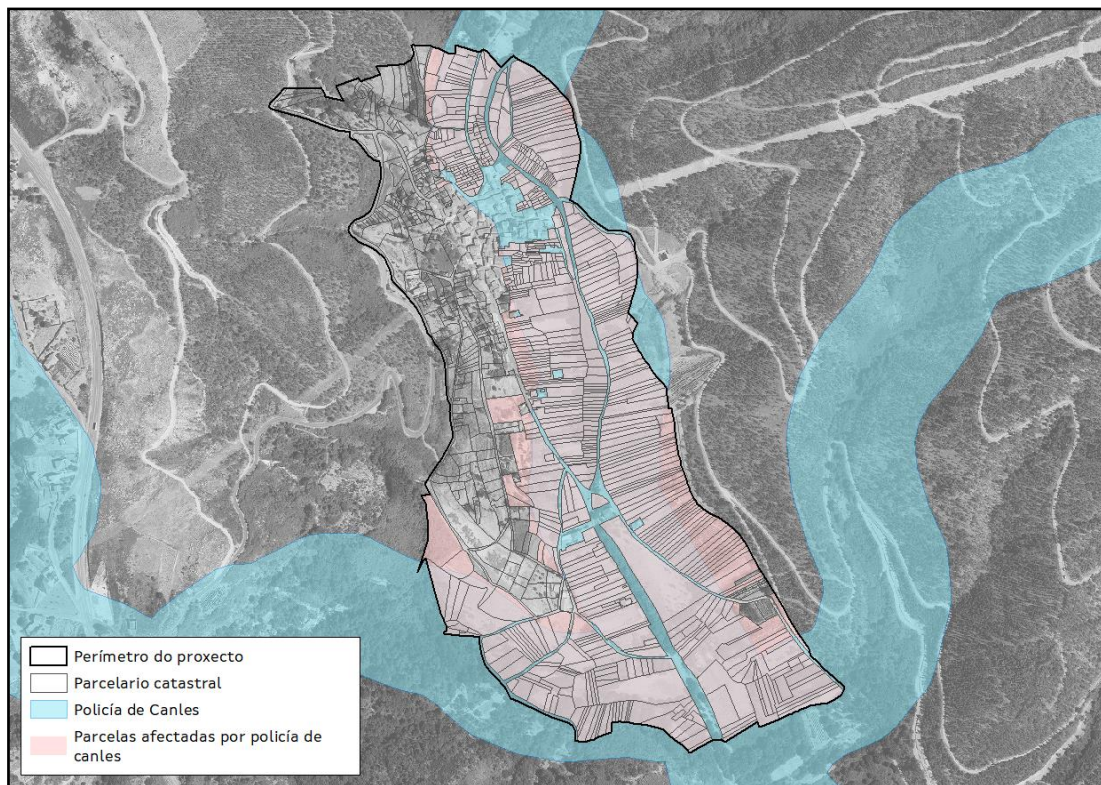 Perímetro do proxecto
Parcelario catastral
Policía de Canles
Parcelas afectadas por policía de
canles